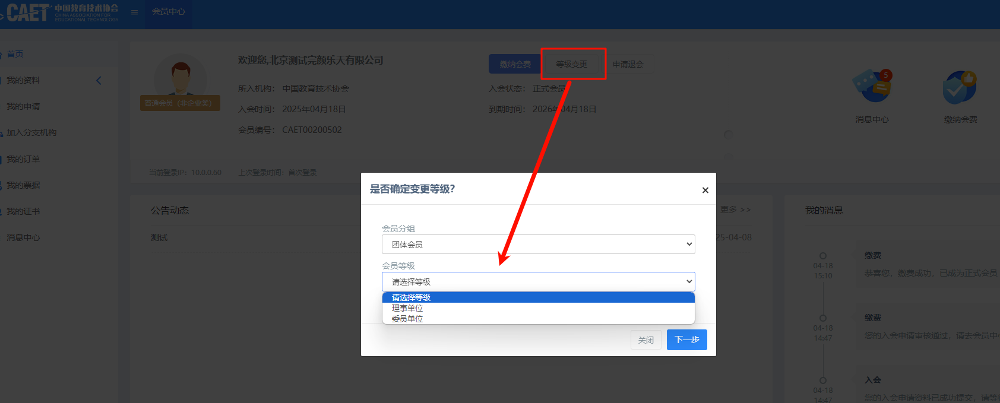 CAET 中国教育技术协会
CHINA ASSOCIATION FOR
EDUCATIONAL TECHNOLOGY
会员中心
首页
我的资料
我的申请
加入分支机构
我的订单
我的票据
我的证书
消息中心
普通会员（非企业类）
欢迎您,北京测试完颜乐天有限公司
所入机构： 中国教育技术协会
入会时间： 2025年04月18日
会员编号： CAET00200502
缴纳会费
等级变更
申请退会
入会状态： 正式会员
到期时间： 2026年04月18日
5
消息中心
缴纳会费
当前登录IP：10.0.0.60 上次登录时间：首次登录
公告动态
更多 >>
测试
25-04-08
是否确定变更等级?
×
会员分组
团体会员
会员等级
请选择等级
请选择等级
理事单位
委员单位
关闭
下一步
我的消息
04-18
15:10
缴费
恭喜您，缴费成功，已成为正式会员
04-18
14:47
缴费
您的入会申请审核通过，请去会员中
04-18
14:47
入会
您的入会申请资料已成功提交，请等